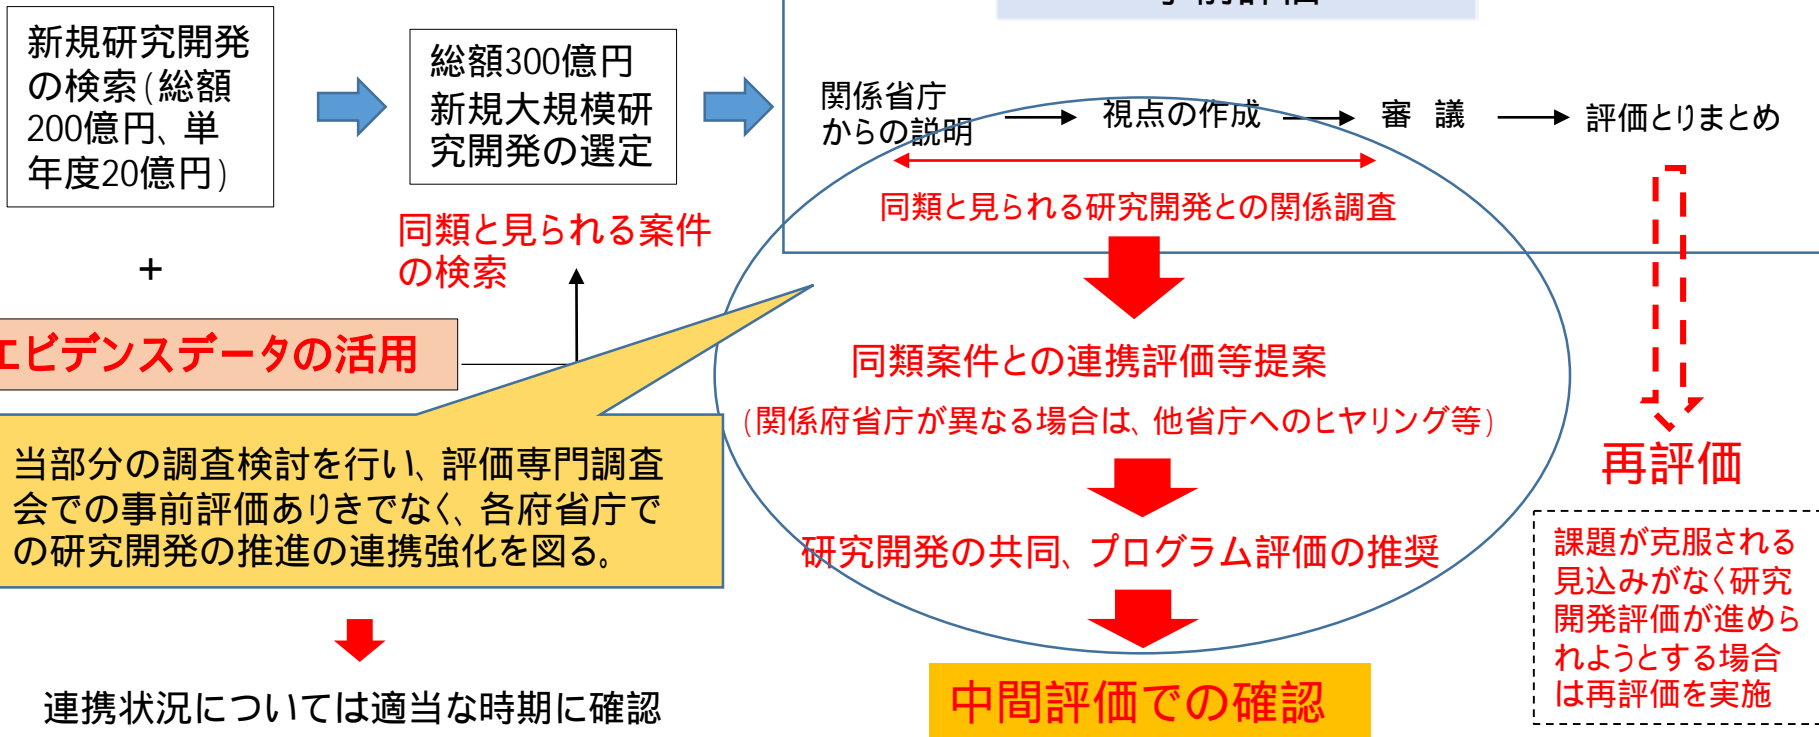 新規研究開発
の検索(総額
200億円、単
年度20億円)
総額300億円
新規大規模研
究開発の選定
関係省庁
からの説明
視点の作成
審 議
評価とりまとめ
同類と見られる研究開発との関係調査
同類と見られる案件
の検索
+
エビデンスデータの活用
同類案件との連携評価等提案
(関係府省庁が異なる場合は、他省庁へのヒヤリング等)
当部分の調査検討を行い、評価専門調査
会での事前評価ありきでなく、各府省庁で
の研究開発の推進の連携強化を図る。
研究開発の共同、プログラム評価の推奨
再評価
課題が克服される
見込みがなく研究
開発評価が進めら
れようとする場合
は再評価を実施
連携状況については適当な時期に確認
中間評価での確認